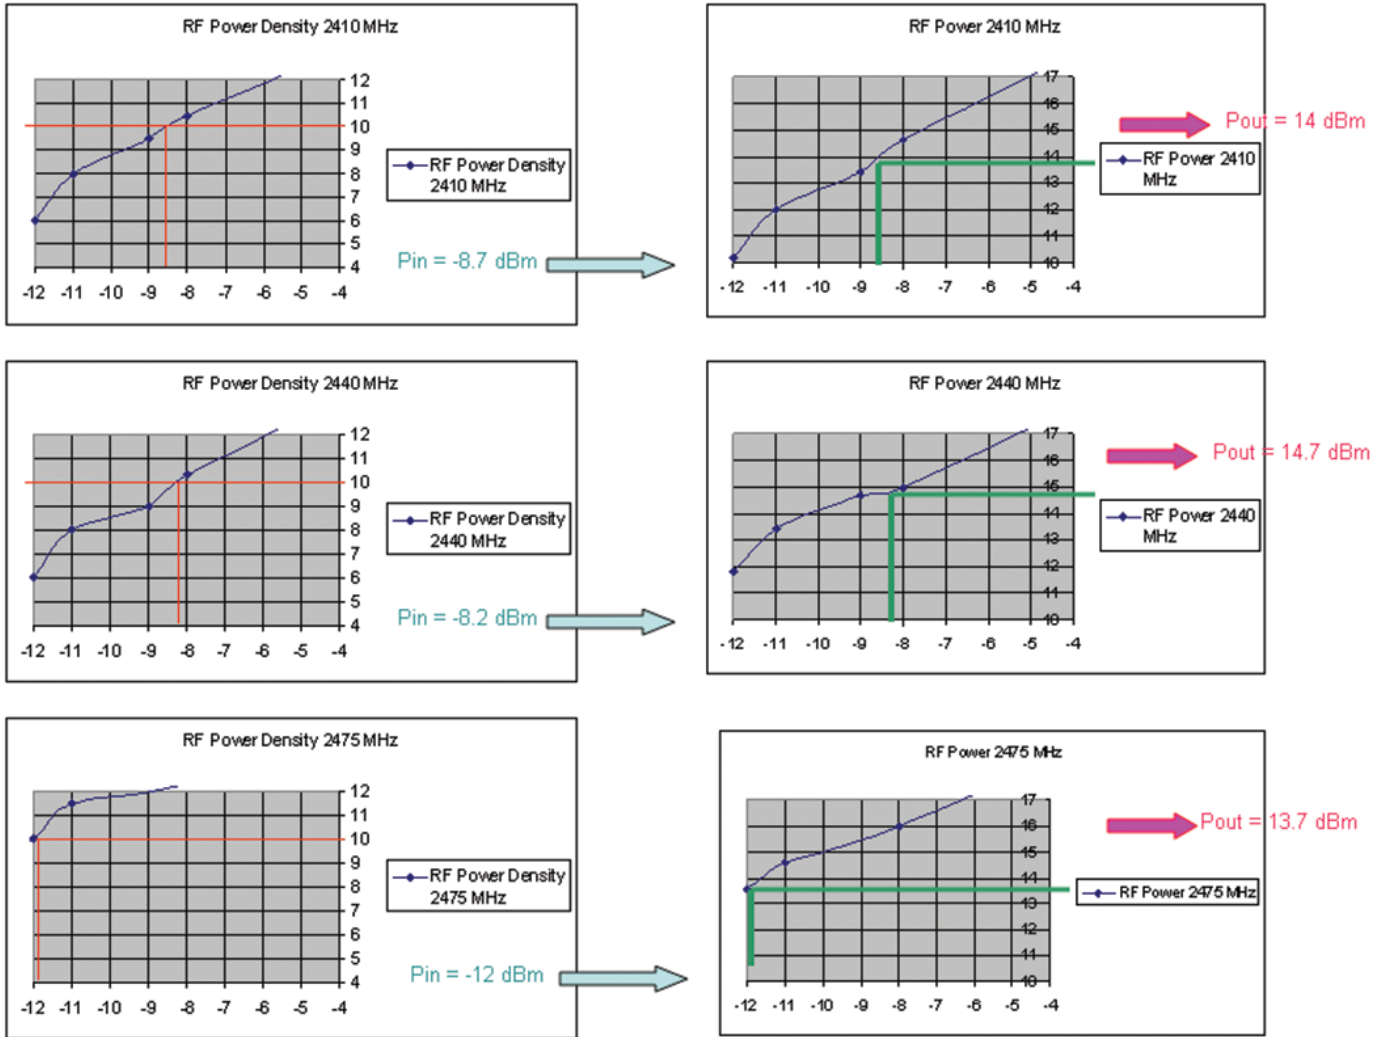 RF Power Density 2410 MHz
12
11
10
9
8
7
6
5
4
-12 -11 -10 -9 -8 -7 -6 -5 -4
RF Power Density
2410 MHz
Pin = -8.7 dBm
RF Power 2410 MHz
17
16
15
14
13
12
11
10
-12 -11 -10 -9 -8 -7 -6 -5 -4
RF Power 2410
MHz
Pout = 14 dBm
RF Power Density 2440 MHz
12
11
10
9
8
7
6
5
4
-12 -11 -10 -9 -8 -7 -6 -5 -4
RF Power Density
2440 MHz
Pin = -8.2 dBm
RF Power 2440 MHz
17
16
15
14
13
12
11
10
-12 -11 -10 -9 -8 -7 -6 -5 -4
RF Power 2440
MHz
Pout = 14.7 dBm
RF Power Density 2475 MHz
12
11
10
9
8
7
6
5
4
-12 -11 -10 -9 -8 -7 -6 -5 -4
RF Power Density
2475 MHz
Pin = -12 dBm
RF Power 2475 MHz
17
16
15
14
13
12
11
10
-12 -11 -10 -9 -8 -7 -6 -5 -4
RF Power 2475 MHz
Pout = 13.7 dBm